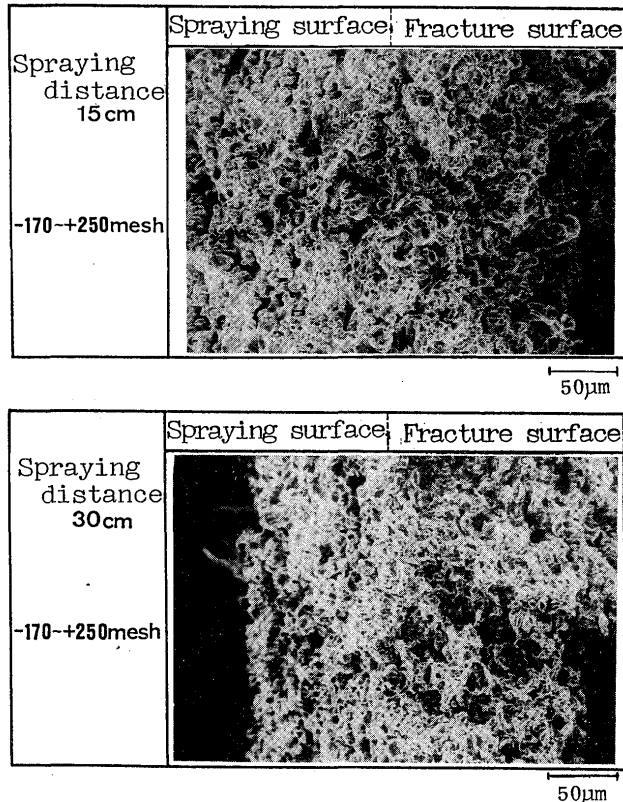 Spraying surface Fracture surface
Spraying
distance
15cm
-170~+250mesh
50μm
Spraying surface Fracture surface
Spraying
distance
30cm
-170~+250mesh
50μm